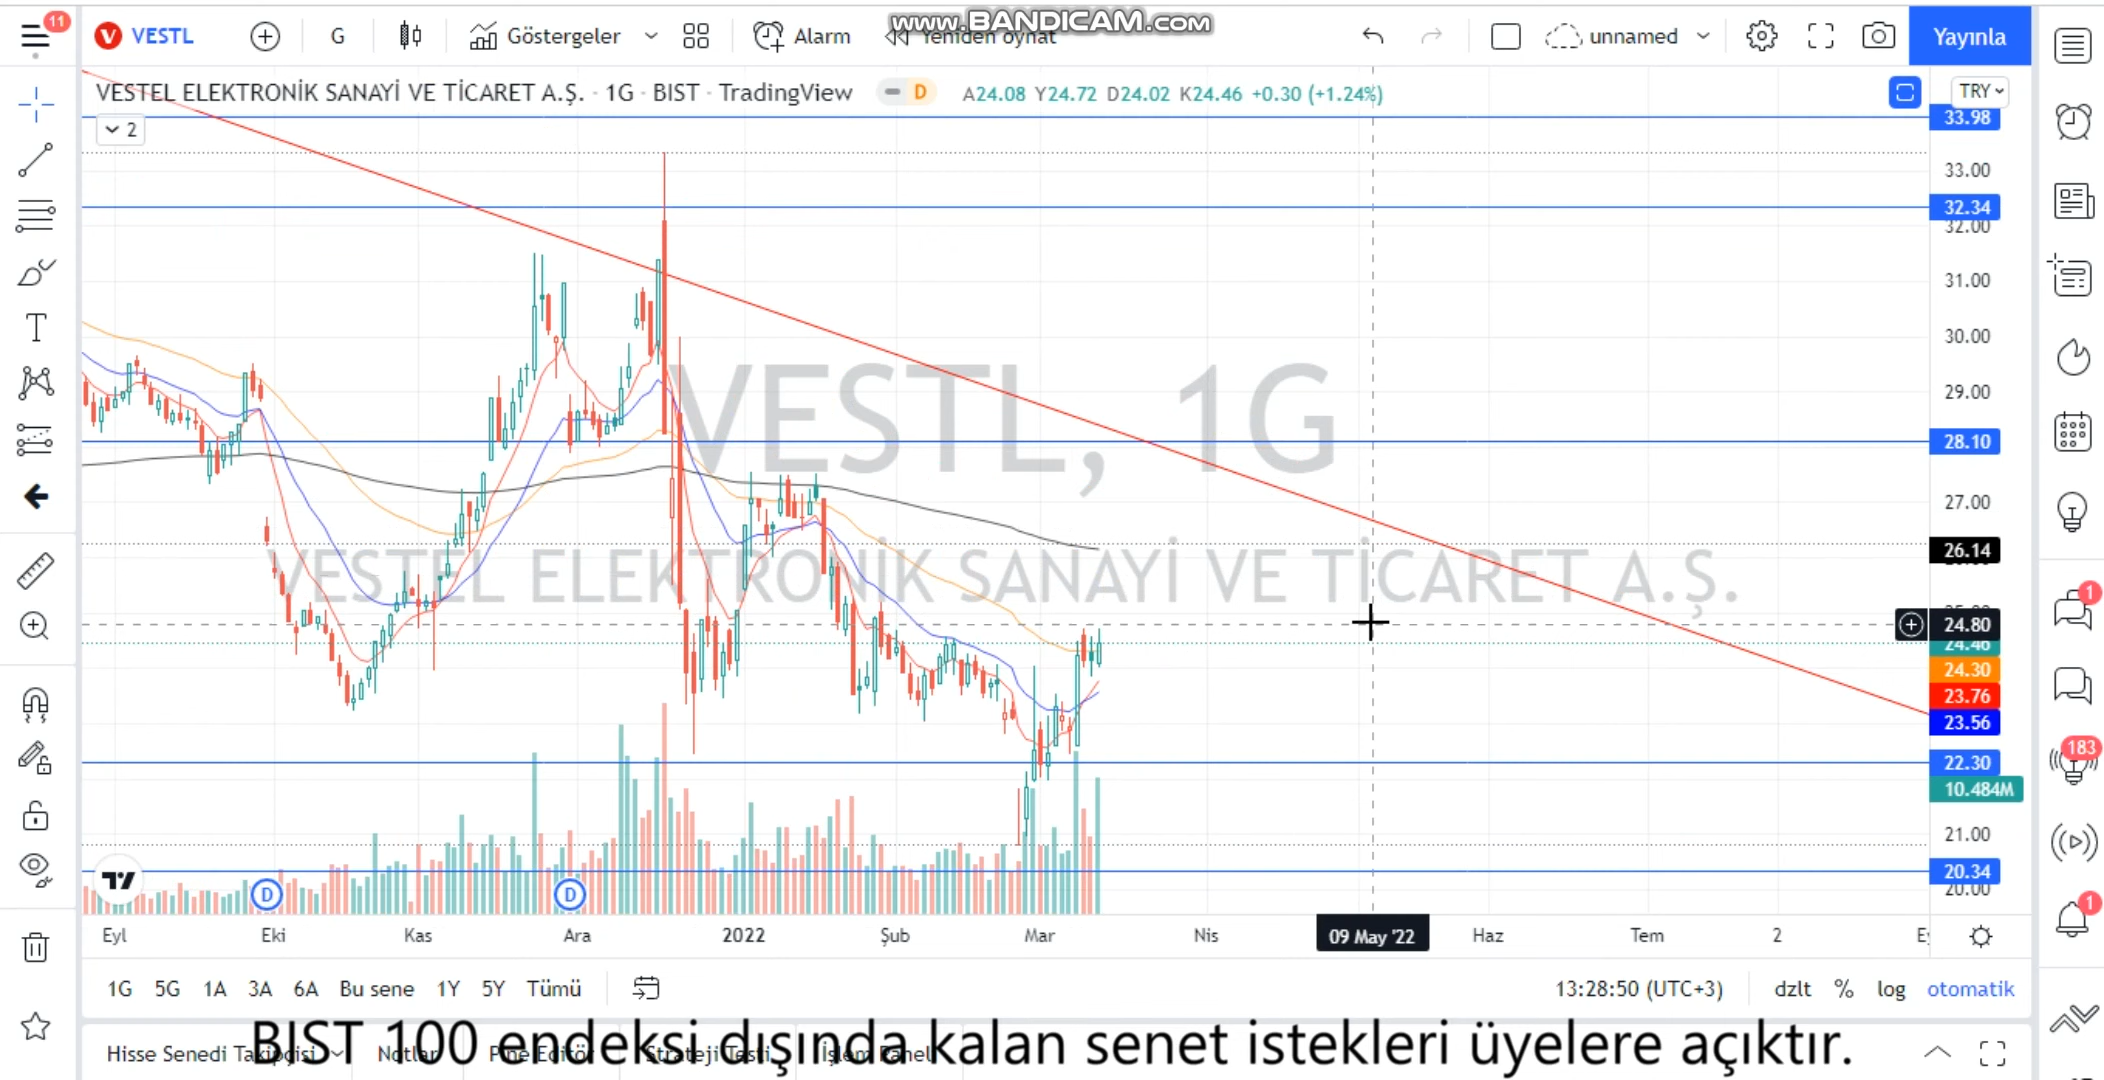 11
VESTL
G
Göstergeler
Alarm
Yeniden oynat
www.BANDICAM.com
unnamed
Yayınla
VESTEL ELEKTRONİK SANAYİ VE TİCARET A.Ş. · 1G · BIST · TradingView
D
A24.08 Y24.72 D24.02 K24.46 +0.30 (+1.24%)
TRY
2
33.98
33.00
32.34
32.00
31.00
30.00
29.00
28.10
27.00
26.14
24.80
24.46
24.30
23.76
23.56
22.30
10.484M
21.00
20.34
20.00
VESTL, 1G
VESTEL ELEKTRONİK SANAYİ VE TİCARET A.Ş.
D
D
Eyl Eki Kas Ara 2022 Şub Mar Nis 09 May '22 Haz Tem 2
1G 5G 1A 3A 6A Bu sene 1Y 5Y Tümü
13:28:50 (UTC+3) dzlt % log otomatik
Hisse Senedi Takipçisi Notlar Pine Editör Strateji Testi İşlem Paneli
BIST 100 endeksi dışında kalan senet istekleri üyelere açıktır.
1
183
1